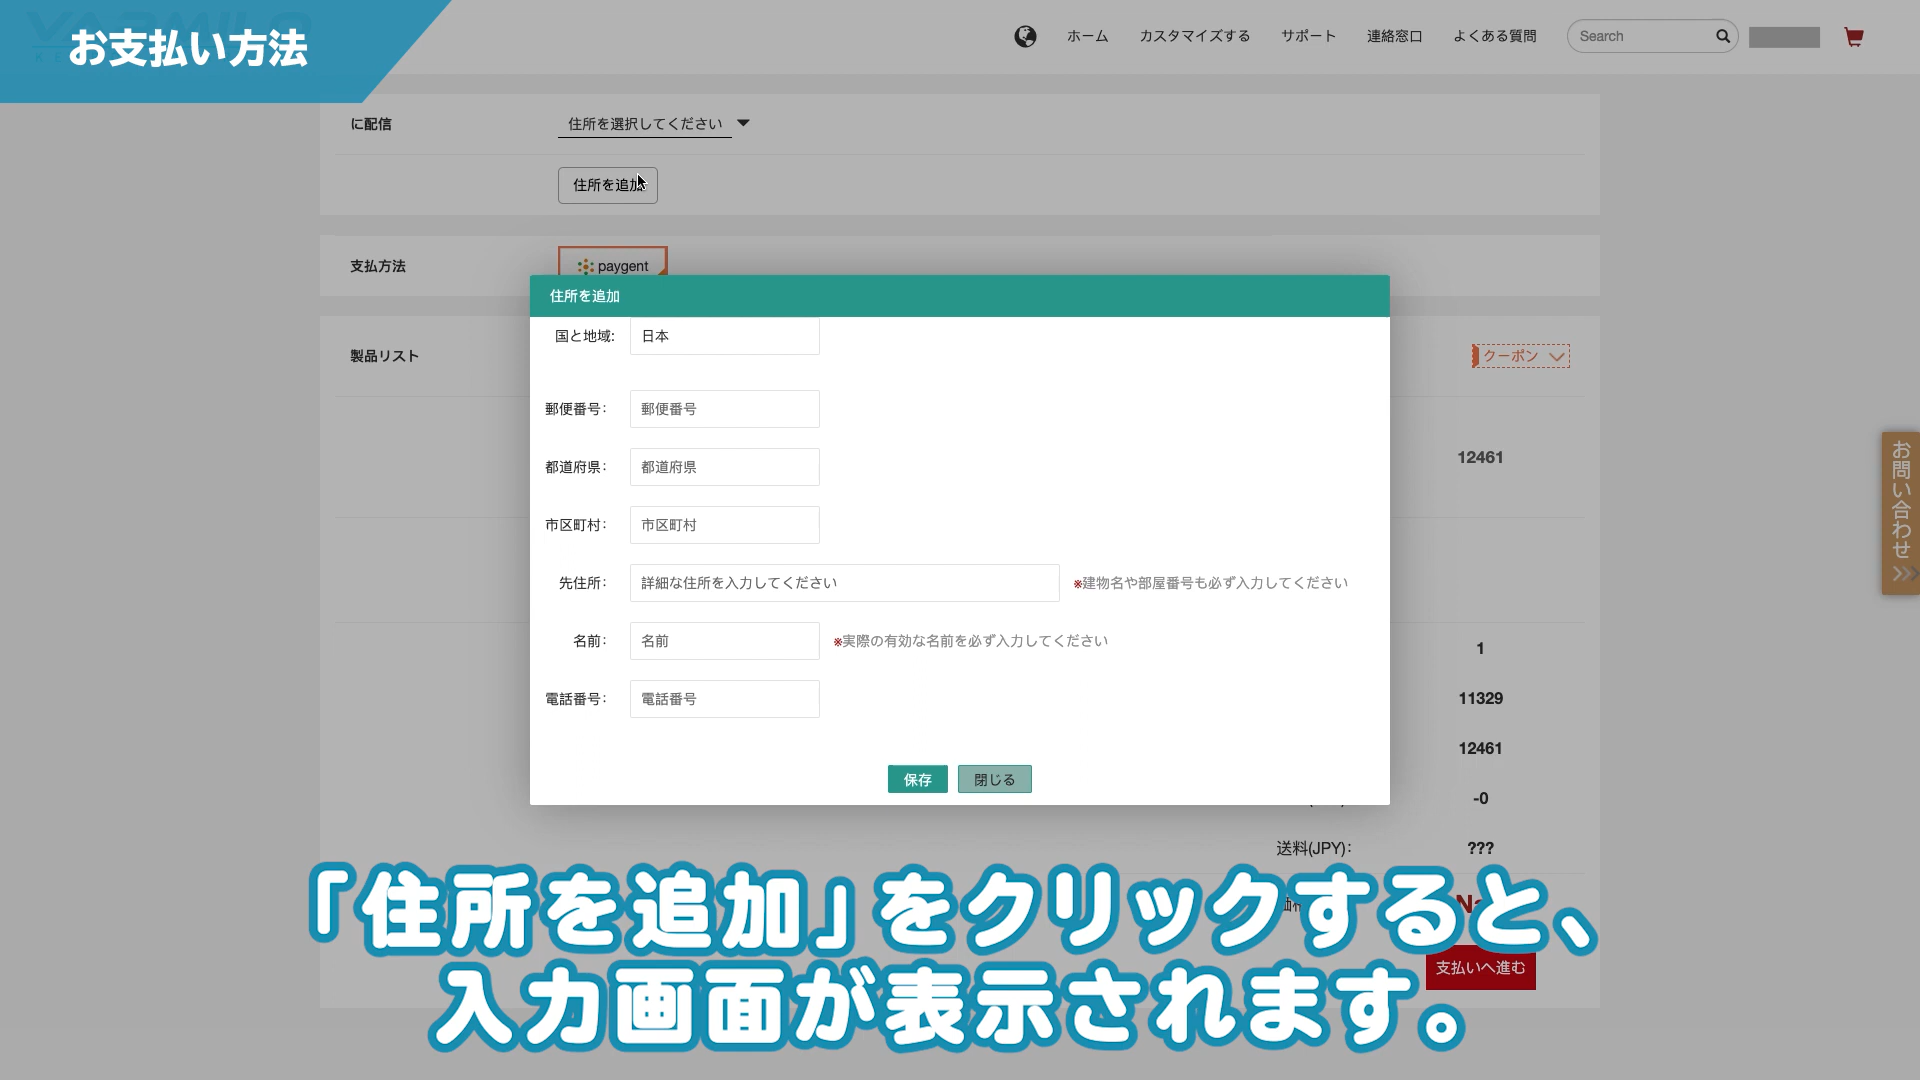 お支払い方法
ホーム
カスタマイズする
サポート
連絡窓口
よくある質問
Search
に配信
住所を選択してください
住所を追加
支払方法
paygent
住所を追加
国と地域:
日本
製品リスト
クーポン
郵便番号:
郵便番号
都道府県:
都道府県
12461
お問い合わせ
市区町村:
市区町村
先住所:
詳細な住所を入力してください
※建物名や部屋番号も必ず入力してください
名前:
名前
※実際の有効な名前を必ず入力してください
1
電話番号:
電話番号
11329
12461
保存
閉じる
-0
送料(JPY):
???
支払いへ進む
「住所を追加」をクリックすると、
入力画面が表示されます。